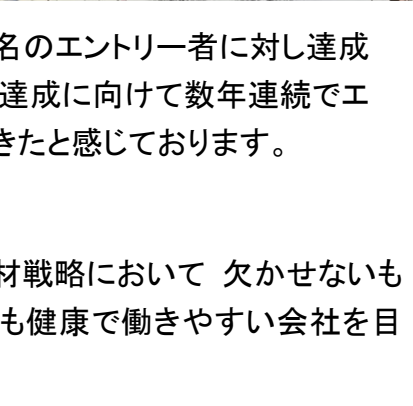 名のエントリー者に対し達成
達成に向けて数年連続でエ
きたと感じております。
材戦略において 欠かせないも
も健康で働きやすい会社を目